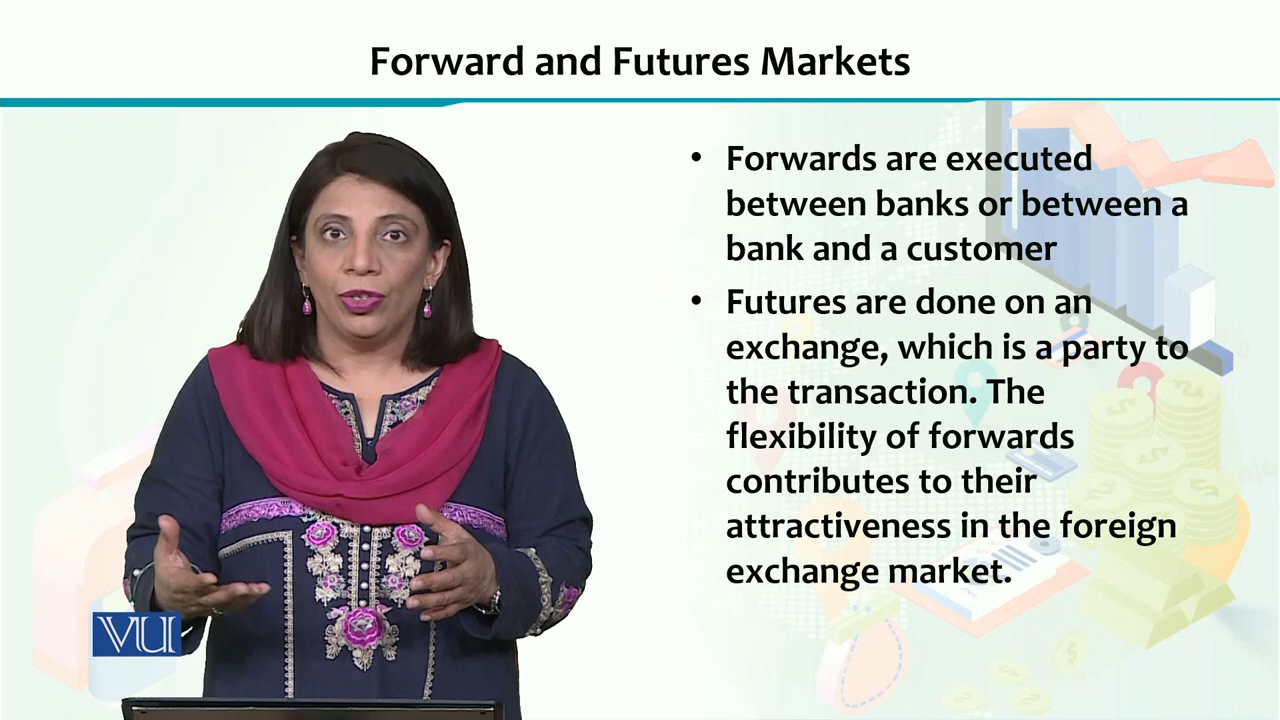 Forward and Futures Markets
• Forwards are executed
between banks or between a
bank and a customer
• Futures are done on an
exchange, which is a party to
the transaction. The
flexibility of forwards
contributes to their
attractiveness in the foreign
exchange market.
VU